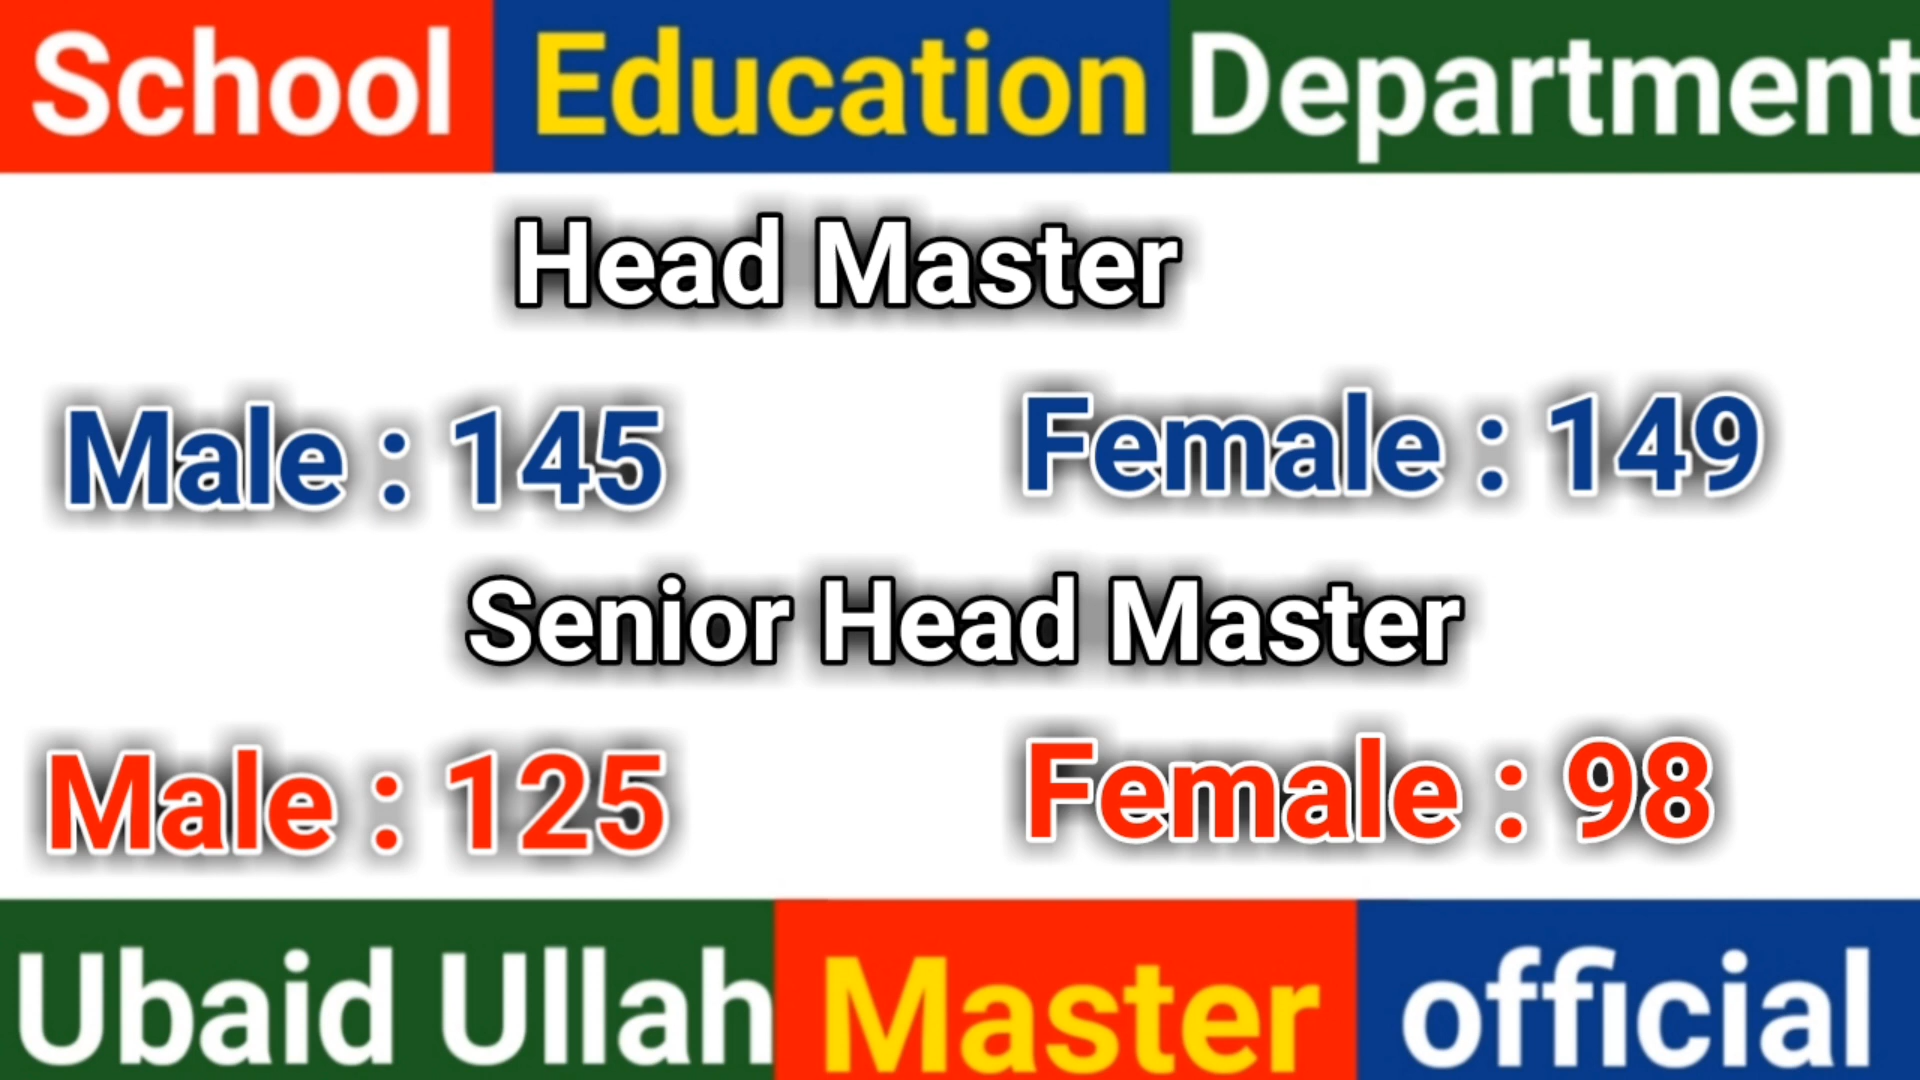 School Education Department
Head Master
Male : 145 Female : 149
Senior Head Master
Male : 125 Female : 98
Ubaid Ullah Master official